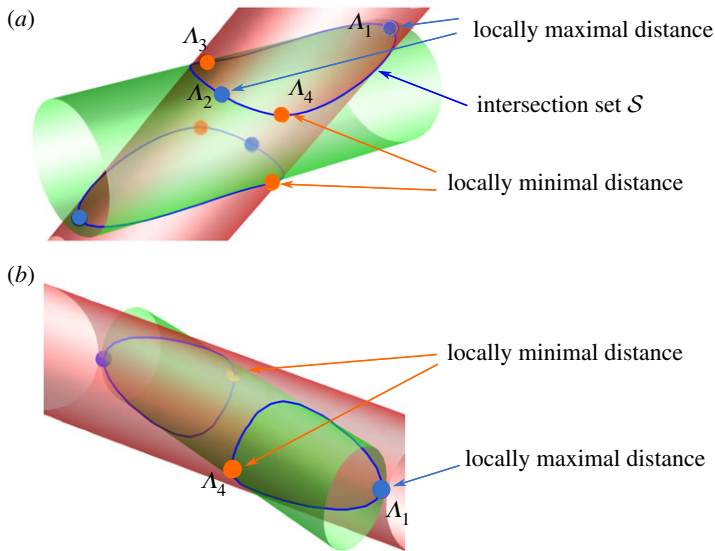 (a)
Λ1
locally maximal distance
Λ3
Λ2
Λ4
intersection set 𝒮
locally minimal distance
(b)
locally minimal distance
Λ4
locally maximal distance
Λ1